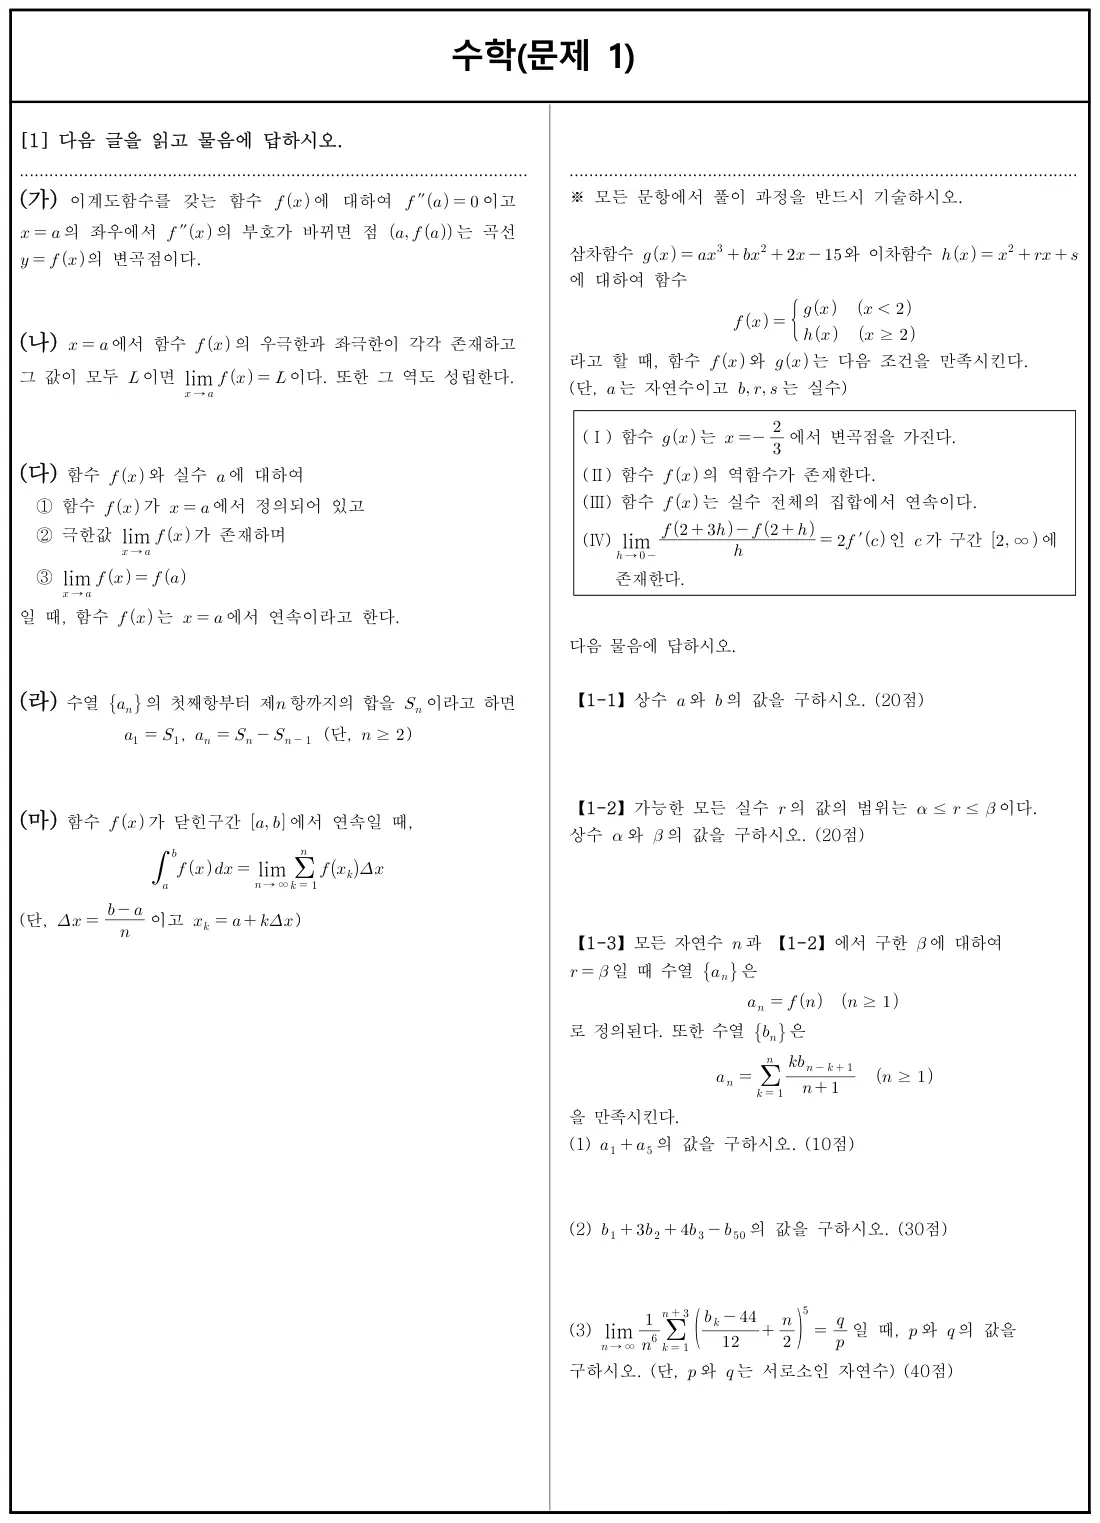 수학(문제 1)
[1] 다음 글을 읽고 물음에 답하시오.
(가) 이계도함수를 갖는 함수 f(x)에 대하여 f″(a)=0이고
x=a의 좌우에서 f″(x)의 부호가 바뀌면 점 (a, f(a))는 곡선
y=f(x)의 변곡점이다.
(나) x=a에서 함수 f(x)의 우극한과 좌극한이 각각 존재하고
그 값이 모두 L이면 lim_{x→a} f(x)=L이다. 또한 그 역도 성립한다.
(다) 함수 f(x)와 실수 a에 대하여
① 함수 f(x)가 x=a에서 정의되어 있고
② 극한값 lim_{x→a} f(x)가 존재하며
③ lim_{x→a} f(x)=f(a)
일 때, 함수 f(x)는 x=a에서 연속이라고 한다.
(라) 수열 {a_n}의 첫째항부터 제n항까지의 합을 S_n이라고 하면
a_1=S_1, a_n=S_n-S_{n-1} (단, n≥2)
(마) 함수 f(x)가 닫힌구간 [a, b]에서 연속일 때,
∫_a^b f(x)dx=lim_{n→∞} ∑_{k=1}^n f(x_k)Δx
(단, Δx=(b-a)/n 이고 x_k=a+kΔx)
※ 모든 문항에서 풀이 과정을 반드시 기술하시오.
삼차함수 g(x)=ax^3+bx^2+2x-15와 이차함수 h(x)=x^2+rx+s
에 대하여 함수
f(x)={ g(x) (x<2)
h(x) (x≥2)
라고 할 때, 함수 f(x)와 g(x)는 다음 조건을 만족시킨다.
(단, a는 자연수이고 b, r, s는 실수)
(Ⅰ) 함수 g(x)는 x=-2/3 에서 변곡점을 가진다.
(Ⅱ) 함수 f(x)의 역함수가 존재한다.
(Ⅲ) 함수 f(x)는 실수 전체의 집합에서 연속이다.
(Ⅳ) lim_{h→0-} (f(2+3h)-f(2+h))/h=2f′(c)인 c가 구간 [2, ∞)에
존재한다.
다음 물음에 답하시오.
【1-1】상수 a와 b의 값을 구하시오. (20점)
【1-2】가능한 모든 실수 r의 값의 범위는 α≤r≤β이다.
상수 α와 β의 값을 구하시오. (20점)
【1-3】모든 자연수 n과 【1-2】에서 구한 β에 대하여
r=β일 때 수열 {a_n}은
a_n=f(n) (n≥1)
로 정의된다. 또한 수열 {b_n}은
a_n=∑_{k=1}^n (kb_{n-k+1})/(n+1) (n≥1)
을 만족시킨다.
(1) a_1+a_5의 값을 구하시오. (10점)
(2) b_1+3b_2+4b_3-b_50의 값을 구하시오. (30점)
(3) lim_{n→∞} 1/n^6 ∑_{k=1}^{n+3} ((b_k-44)/12+n/2)^5=q/p 일 때, p와 q의 값을
구하시오. (단, p와 q는 서로소인 자연수) (40점)